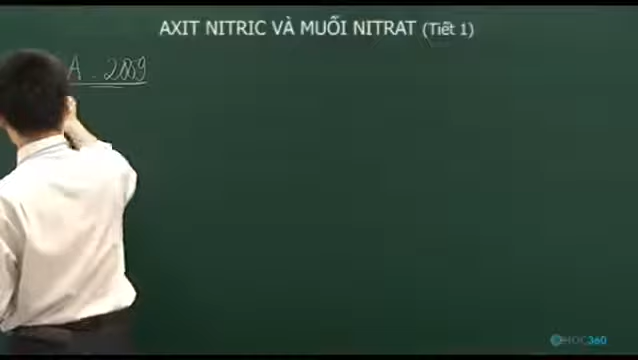 AXIT NITRIC VÀ MUỐI NITRAT (Tiết 1)
A . 2009
HOC360